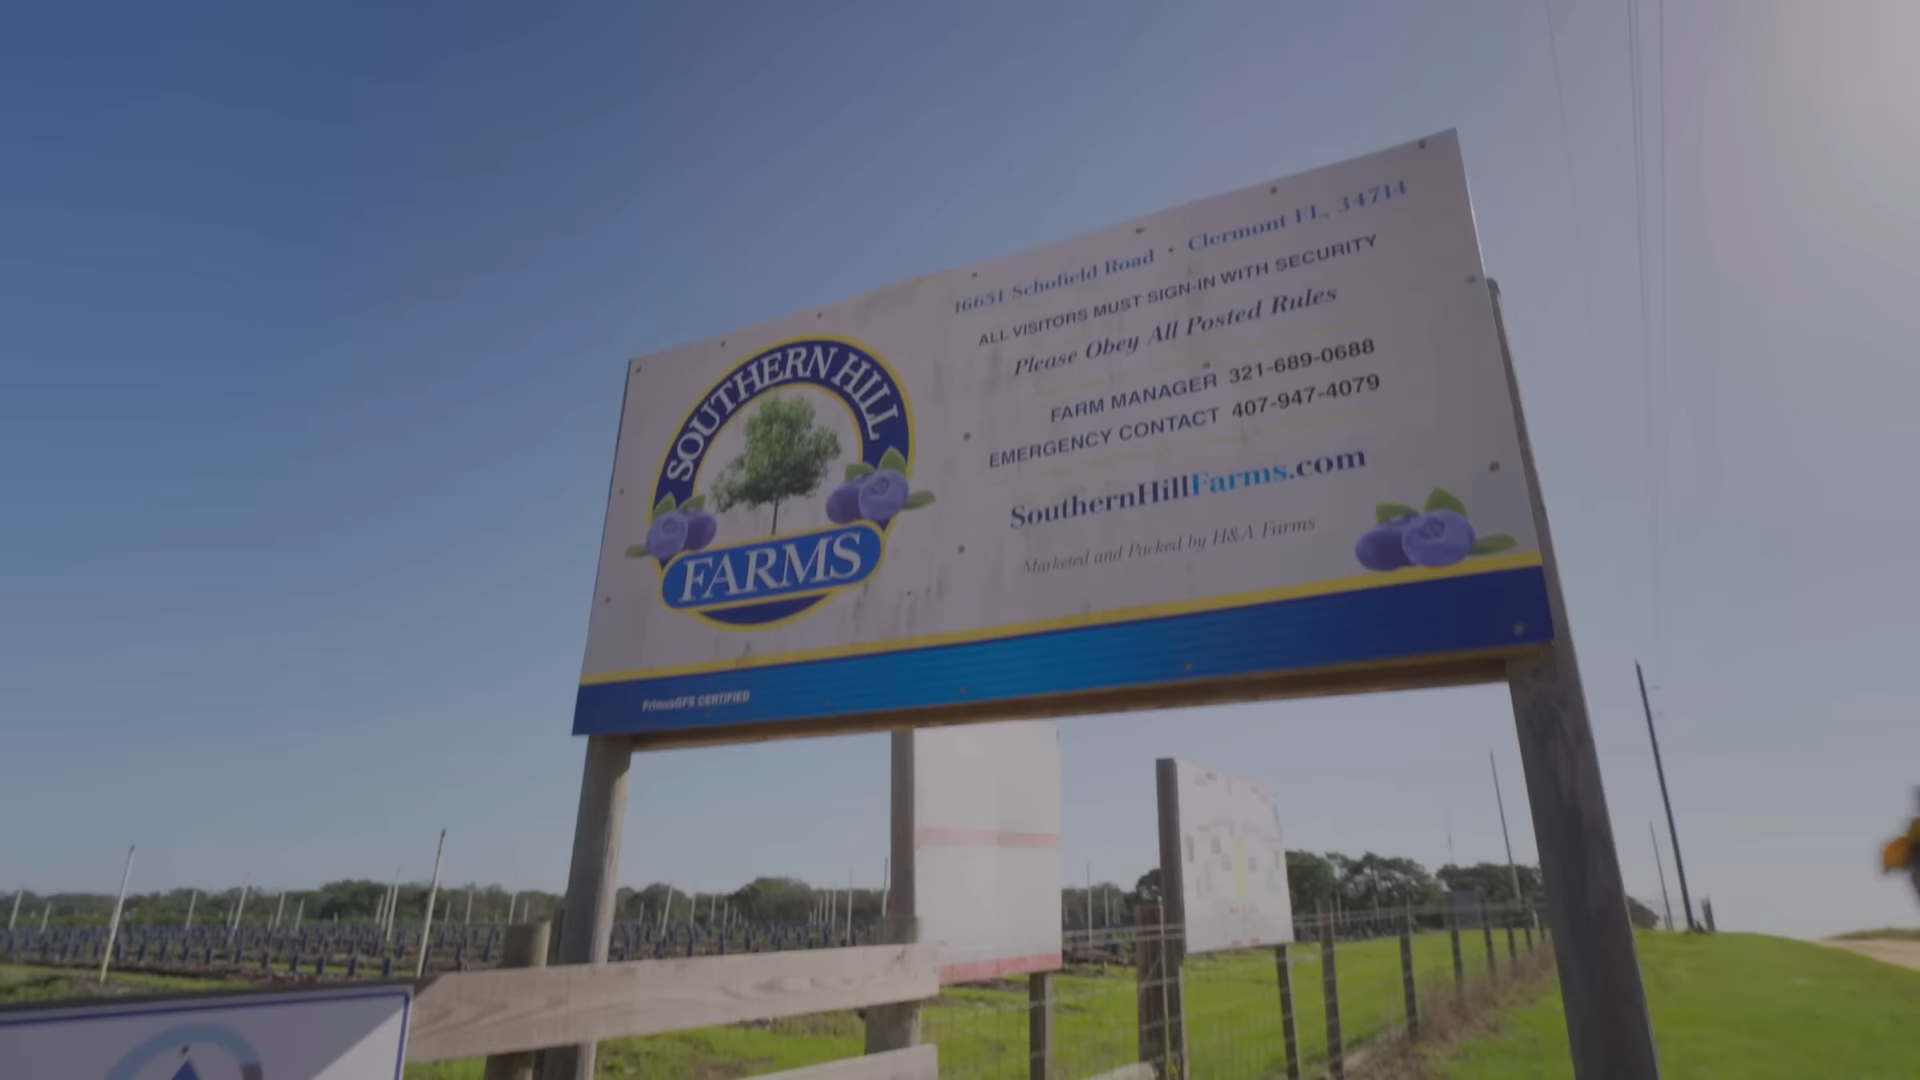 SOUTHERN HILL
FARMS
16651 Schofield Road • Clermont FL, 34714
ALL VISITORS MUST SIGN-IN WITH SECURITY
Please Obey All Posted Rules
FARM MANAGER 321-689-0688
EMERGENCY CONTACT 407-947-4079
SouthernHillFarms.com
Marketed and Packed by H&A Farms
PrimusGFS CERTIFIED